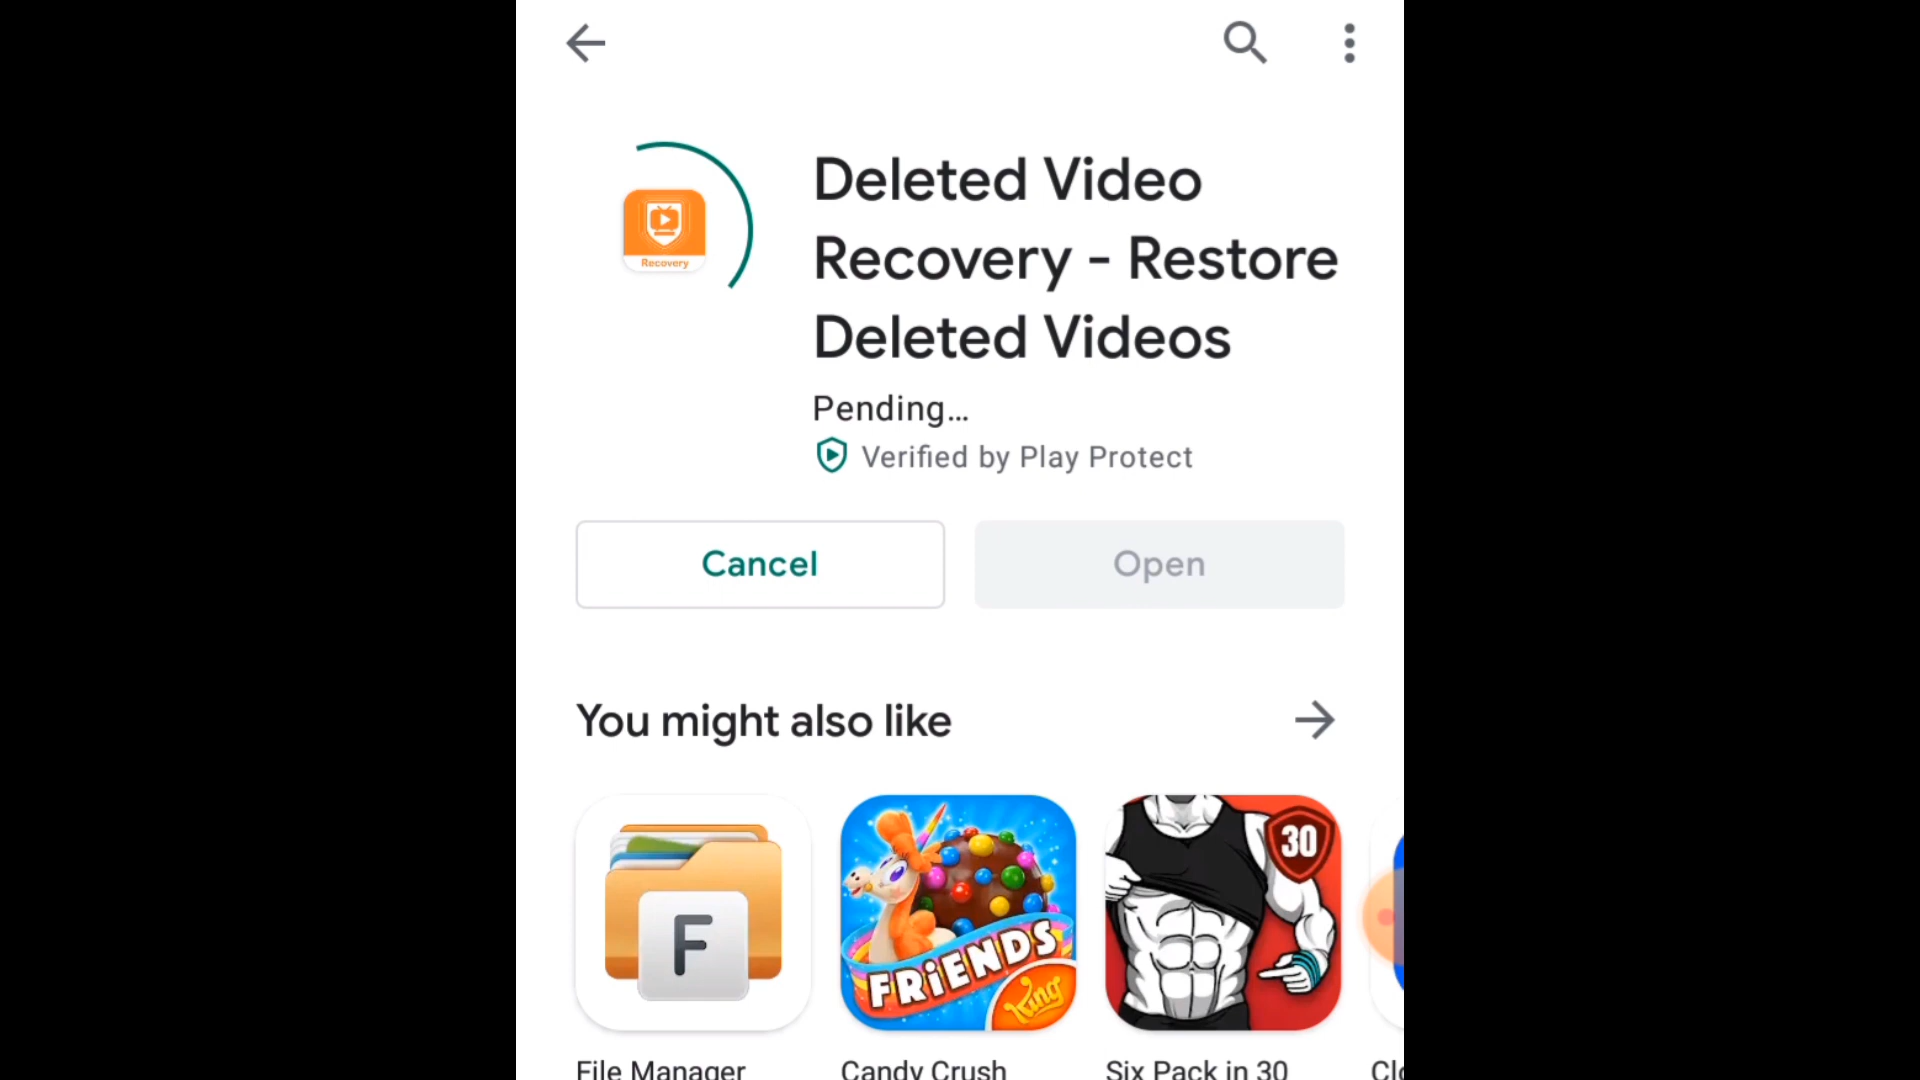 Deleted Video
Recovery - Restore
Deleted Videos
Recovery
Pending...
Verified by Play Protect
Cancel
Open
You might also like
F
FRiENDS
King
30
File Manager
Candy Crush
Six Pack in 30
Clo